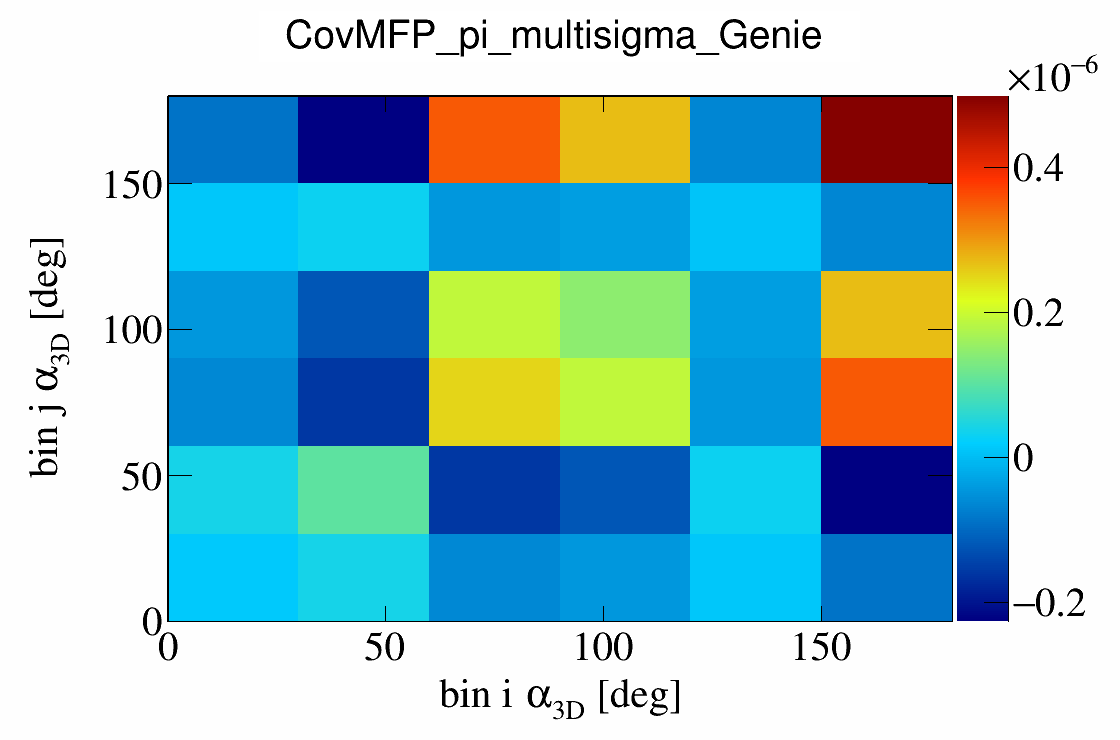 CovMFP_pi_multisigma_Genie
×10⁻⁶
0.4
0.2
0
−0.2
150
100
50
0
0 50 100 150
bin j α3D [deg]
bin i α3D [deg]